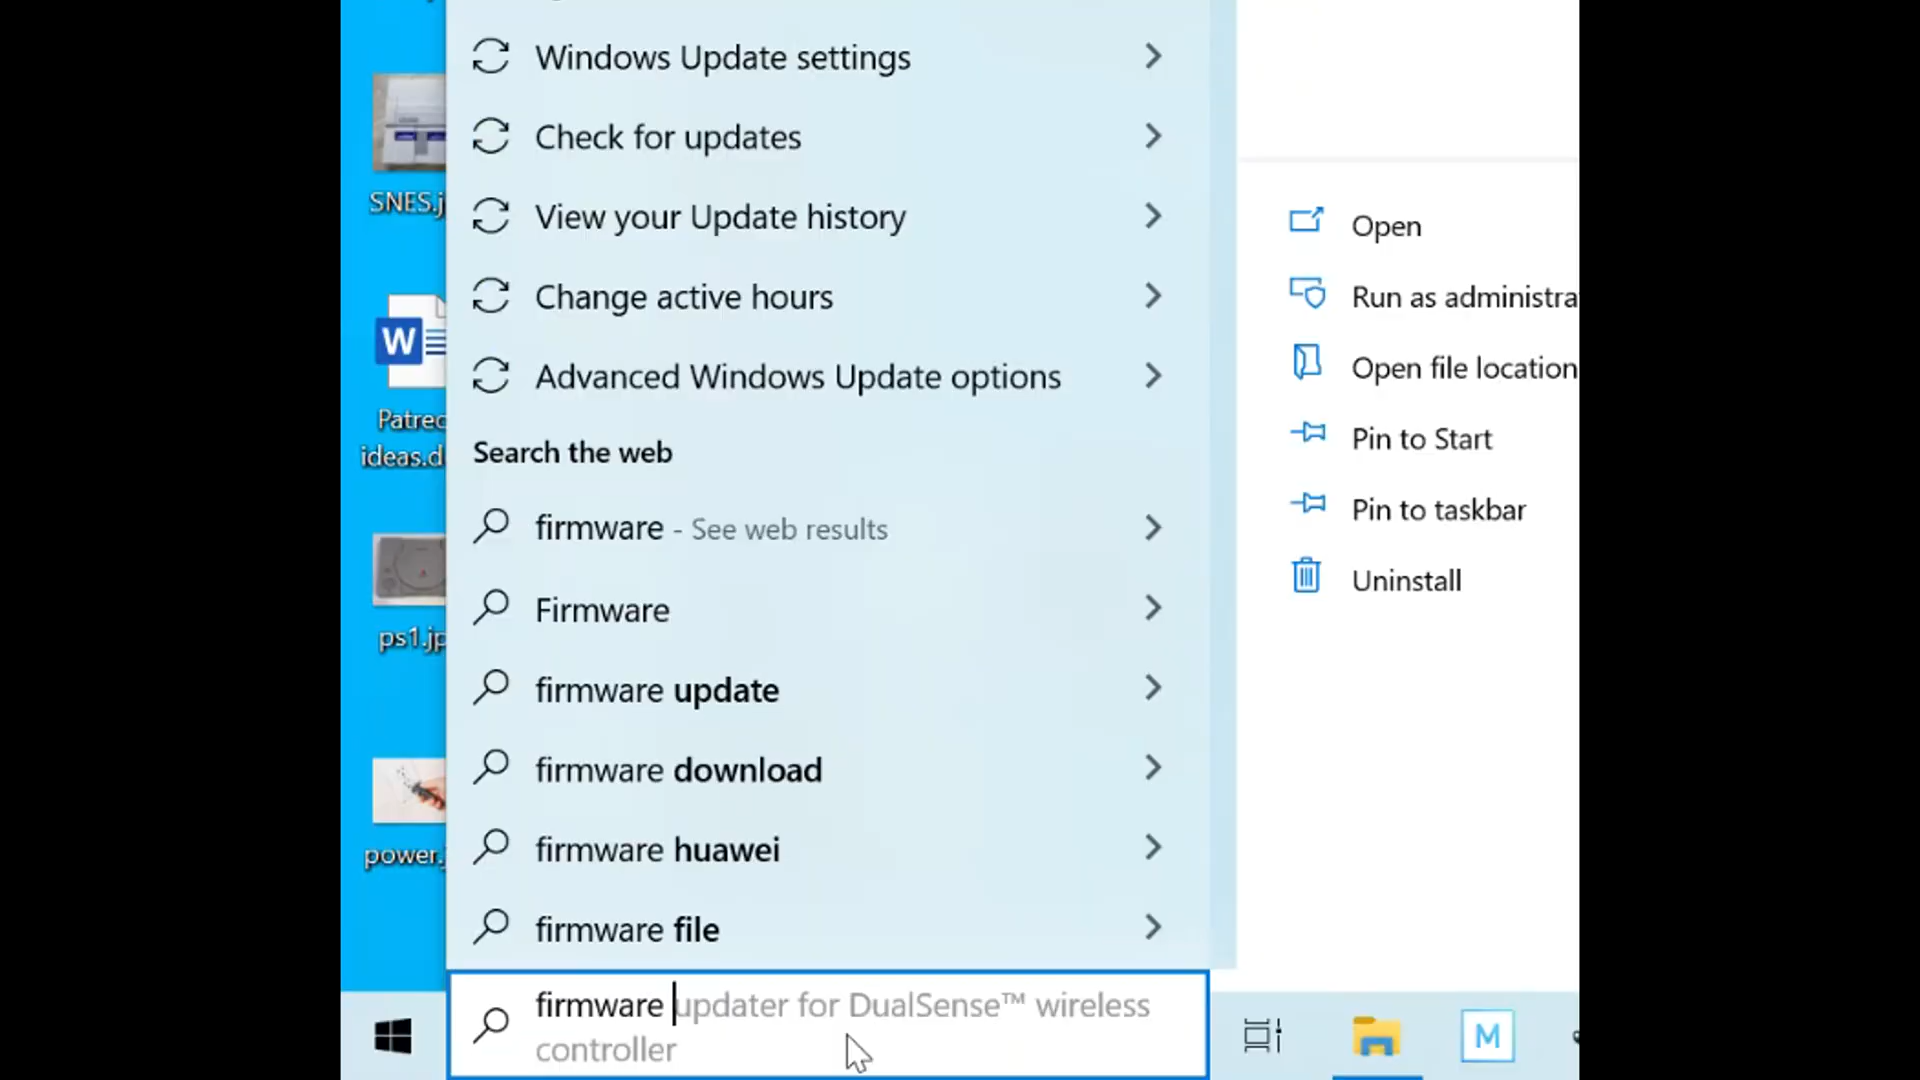 Windows Update settings
Check for updates
View your Update history
Change active hours
Advanced Windows Update options
Search the web
firmware - See web results
Firmware
firmware update
firmware download
firmware huawei
firmware file
firmware updater for DualSense™ wireless
controller
SNES.j
W
Patreo
ideas.d
ps1.jp
power.
Open
Run as administra
Open file location
Pin to Start
Pin to taskbar
Uninstall
M